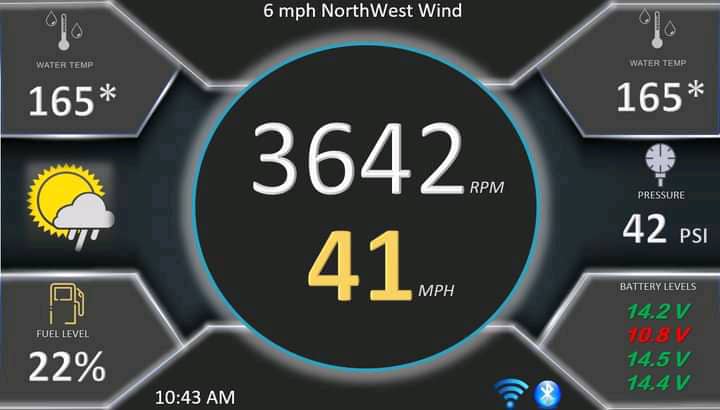 6 mph NorthWest Wind
WATER TEMP
165*
WATER TEMP
165*
3642 RPM
41 MPH
PRESSURE
42 PSI
FUEL LEVEL
22%
BATTERY LEVELS
14.2 V
10.8 V
14.5 V
14.4 V
10:43 AM